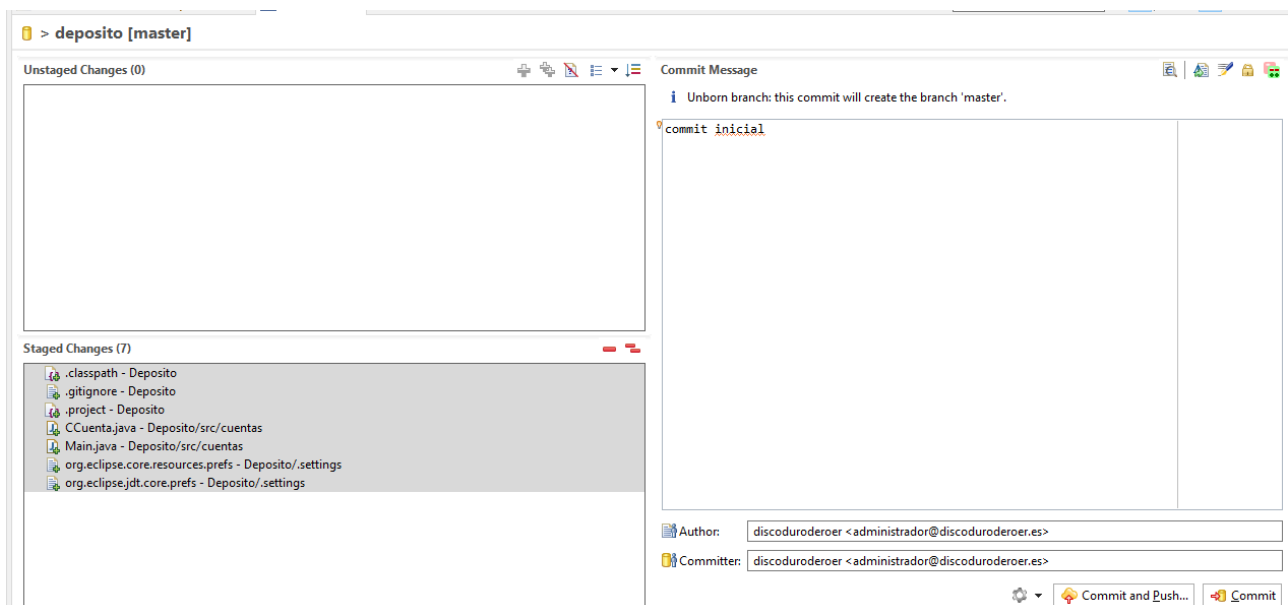 > deposito [master]
Unstaged Changes (0)
Staged Changes (7)
.classpath - Deposito
.gitignore - Deposito
.project - Deposito
CCuenta.java - Deposito/src/cuentas
Main.java - Deposito/src/cuentas
org.eclipse.core.resources.prefs - Deposito/.settings
org.eclipse.jdt.core.prefs - Deposito/.settings
Commit Message
Unborn branch: this commit will create the branch 'master'.
commit inicial
Author: discoduroderoer <administrador@discoduroderoer.es>
Committer: discoduroderoer <administrador@discoduroderoer.es>
Commit and Push... Commit